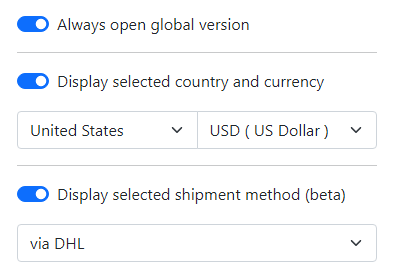 Always open global version
Display selected country and currency
United States USD ( US Dollar )
Display selected shipment method (beta)
via DHL